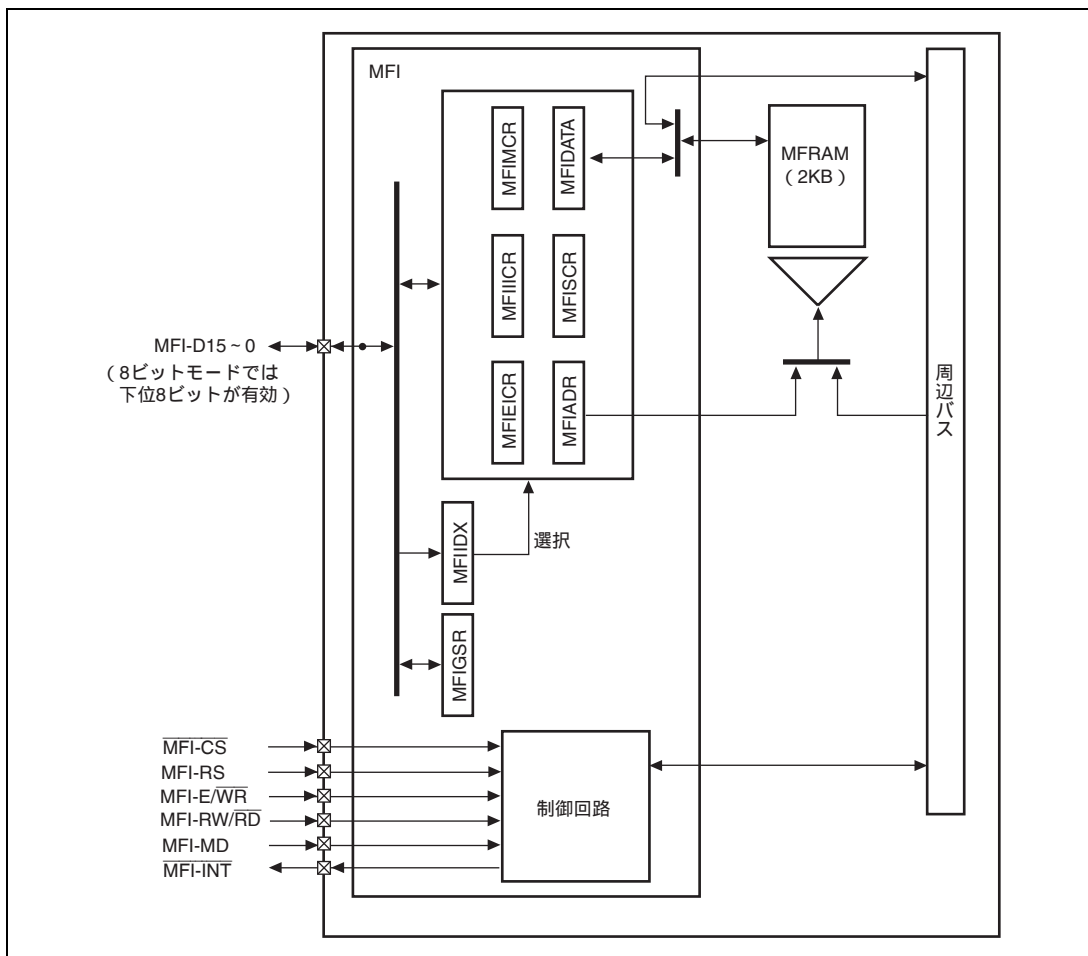 MFI
MFIMCR
MFIDATA
MFRAM
(2KB)
MFIIICR
MFISCR
MFI-D15~0
(8ビットモードでは
下位8ビットが有効)
MFIEICR
MFIADR
周辺バス
MFIIDX
選択
MFIGSR
MFI-CS
MFI-RS
MFI-E/WR
MFI-RW/RD
MFI-MD
MFI-INT
制御回路